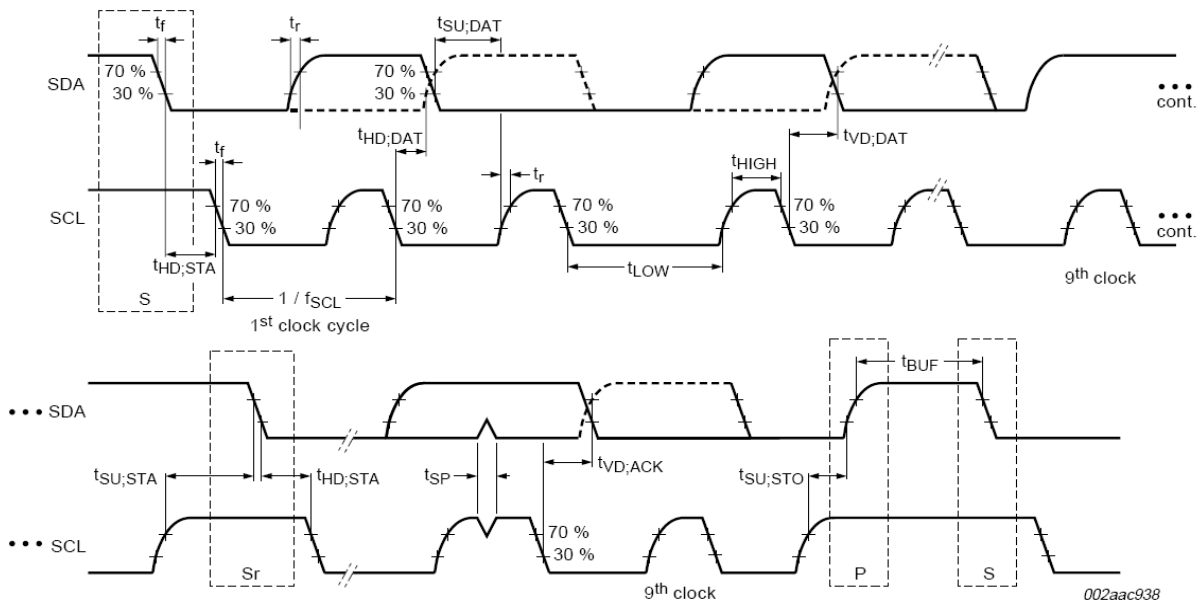 tf
tr
tSU;DAT
SDA
70 %
30 %
70 %
30 %
••• cont.
tHD;DAT
tVD;DAT
tf
tr
tHIGH
SCL
70 %
30 %
70 %
30 %
70 %
30 %
70 %
30 %
••• cont.
tHD;STA
tLOW
S
1 / fSCL
1st clock cycle
9th clock
tBUF
••• SDA
tSU;STA
tHD;STA
tSP
tVD;ACK
tSU;STO
••• SCL
70 %
30 %
Sr
9th clock
P
S
002aac938